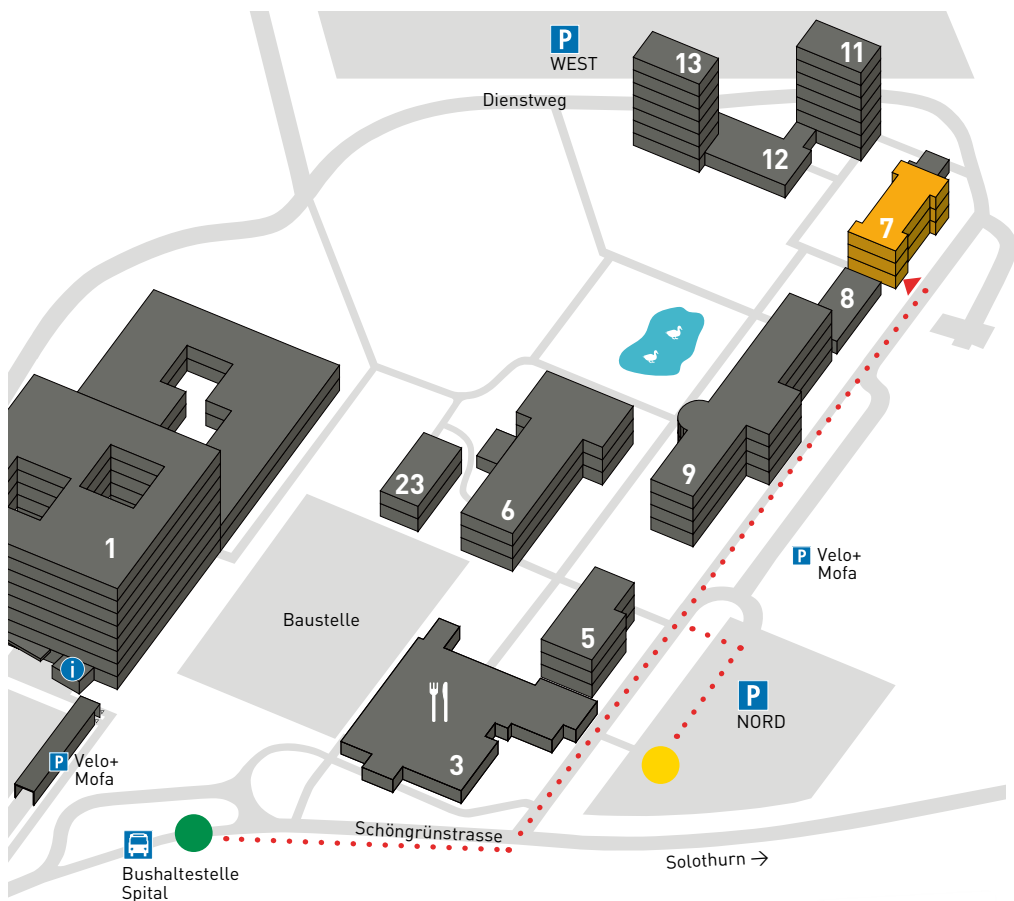 P
WEST
13
11
Dienstweg
12
7
8
23
6
9
1
P Velo+
Mofa
Baustelle
5
i
P
NORD
3
P Velo+
Mofa
Schöngrünstrasse
Solothurn →
Bushaltestelle
Spital